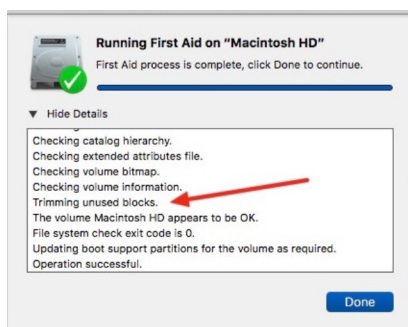 Running First Aid on “Macintosh HD”
First Aid process is complete, click Done to continue.
Hide Details
Checking catalog hierarchy.
Checking extended attributes file.
Checking volume bitmap.
Checking volume information.
Trimming unused blocks.
The volume Macintosh HD appears to be OK.
File system check exit code is 0.
Updating boot support partitions for the volume as required.
Operation successful.
Done